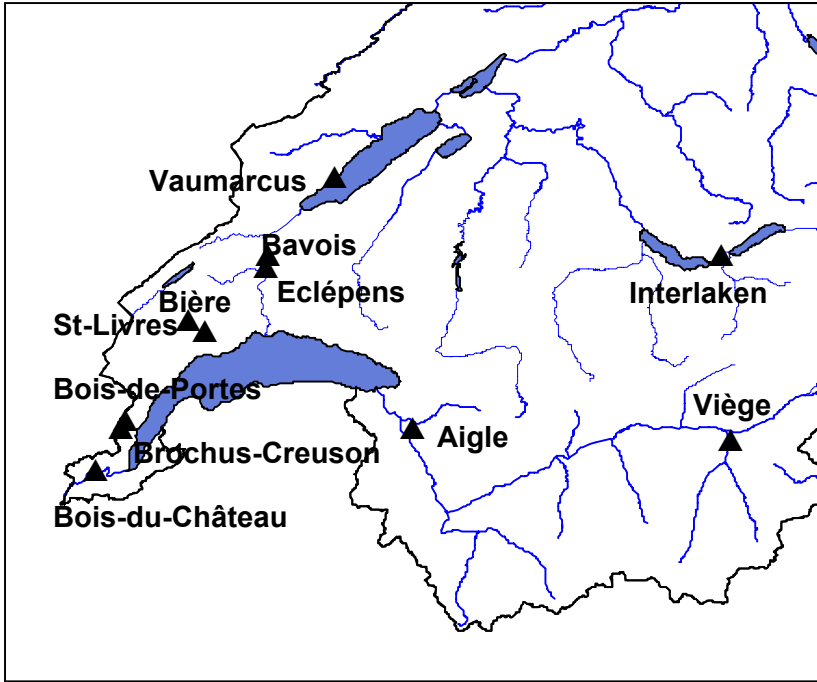 Vaumarcus
Bavois
Eclépens
Interlaken
Bière
St-Livres
Bois-de-Portes
Viège
Aigle
Brochus-Creuson
Bois-du-Château